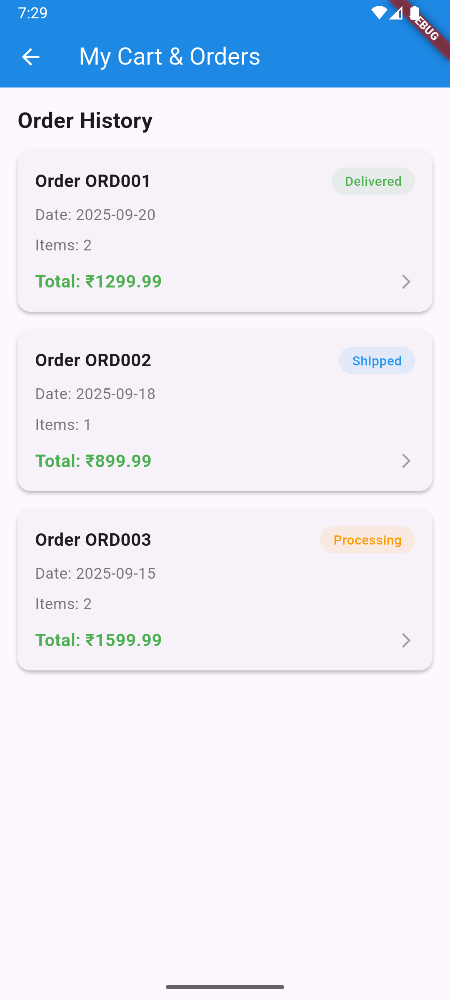 7:29
My Cart & Orders
Order History
Order ORD001
Delivered
Date: 2025-09-20
Items: 2
Total: ₹1299.99
Order ORD002
Shipped
Date: 2025-09-18
Items: 1
Total: ₹899.99
Order ORD003
Processing
Date: 2025-09-15
Items: 2
Total: ₹1599.99